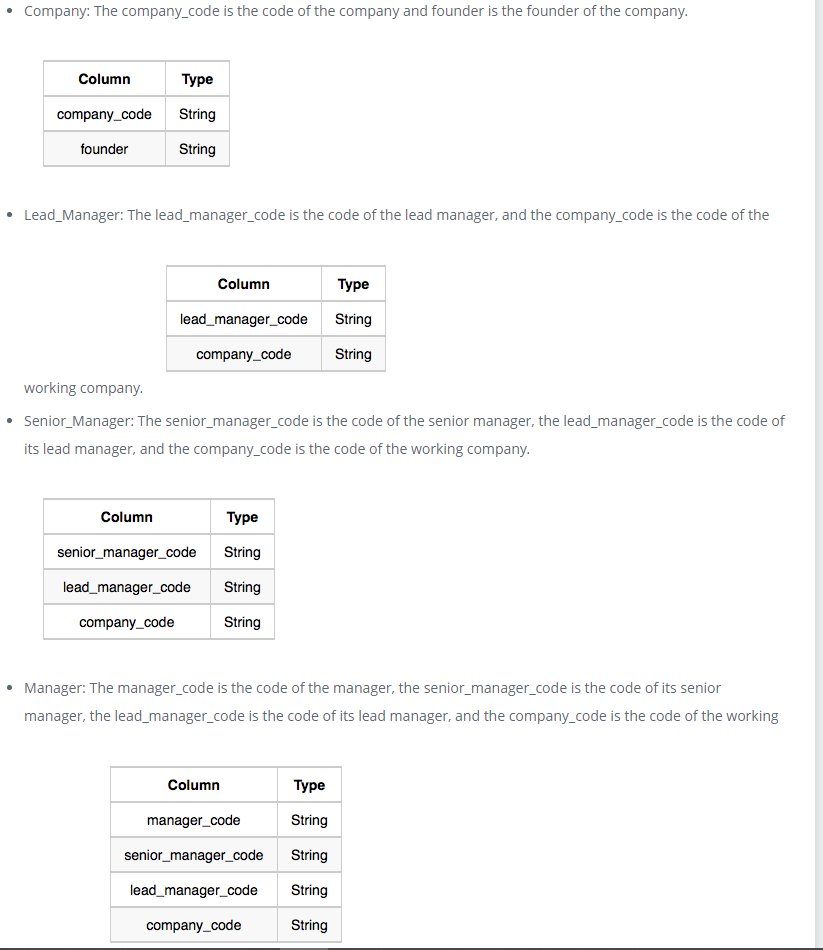 Company: The company_code is the code of the company and founder is the founder of the company.
Column Type
company_code String
founder String
Lead_Manager: The lead_manager_code is the code of the lead manager, and the company_code is the code of the
Column Type
lead_manager_code String
company_code String
working company.
Senior_Manager: The senior_manager_code is the code of the senior manager, the lead_manager_code is the code of
its lead manager, and the company_code is the code of the working company.
Column Type
senior_manager_code String
lead_manager_code String
company_code String
Manager: The manager_code is the code of the manager, the senior_manager_code is the code of its senior
manager, the lead_manager_code is the code of its lead manager, and the company_code is the code of the working
Column Type
manager_code String
senior_manager_code String
lead_manager_code String
company_code String